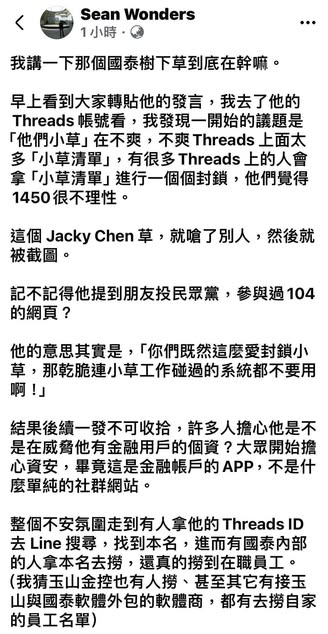 Sean Wonders
1 小時 ·
我講一下那個國泰樹下草到底在幹嘛。
早上看到大家轉貼他的發言，我去了他的
Threads 帳號看，我發現一開始的議題是
「他們小草」在不爽，不爽 Threads 上面太
多「小草清單」，有很多 Threads 上的人會
拿「小草清單」進行一個個封鎖，他們覺得
1450 很不理性。
這個 Jacky Chen 草，就嗆了別人，然後就
被截圖。
記不記得他提到朋友投民眾黨，參與過 104
的網頁？
他的意思其實是，「你們既然這麼愛封鎖小
草，那乾脆連小草工作碰過的系統都不要用
啊！」
結果後續一發不可收拾，許多人擔心他是不
是在威脅他有金融用戶的個資？大眾開始擔
心資安，畢竟這是金融帳戶的 APP，不是什
麼單純的社群網站。
整個不安氛圍走到有人拿他的 Threads ID
去 Line 搜尋，找到本名，進而有國泰內部
的人拿本名去撈，還真的撈到在職員工。
（我猜玉山金控也有人撈、甚至其它有接玉
山與國泰軟體外包的軟體商，都有去撈自家
的員工名單）